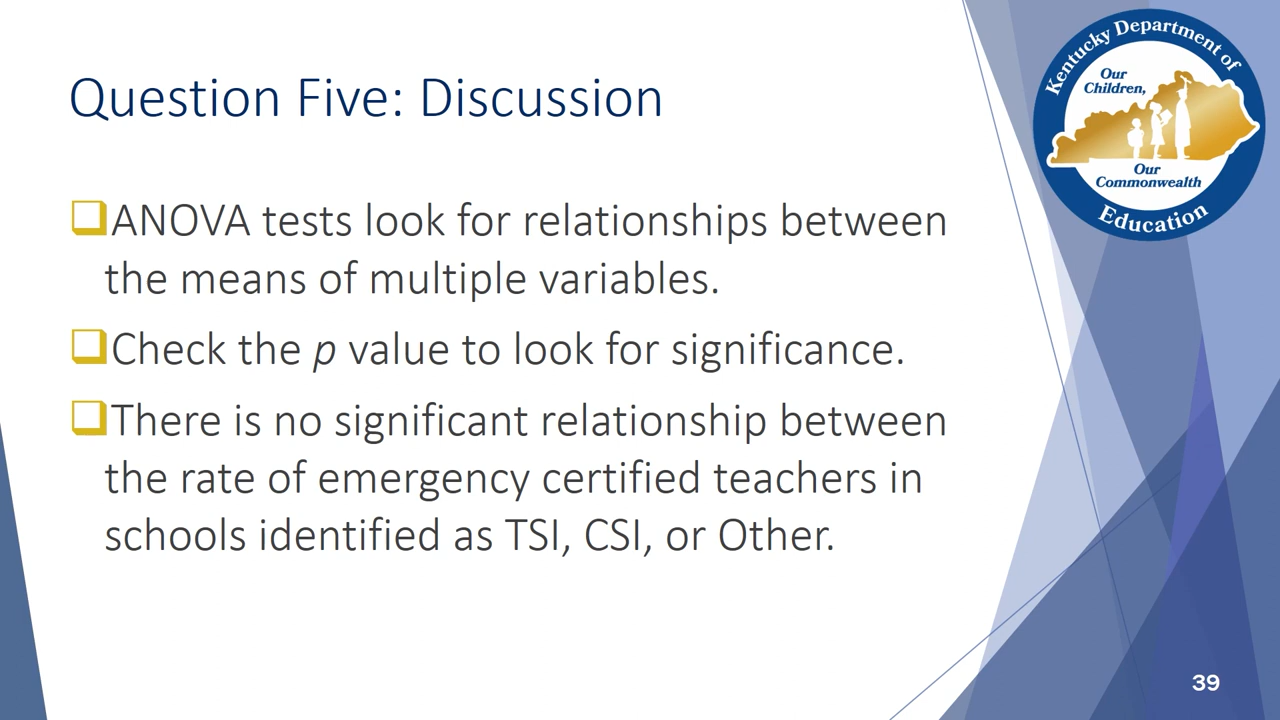 Question Five: Discussion
ANOVA tests look for relationships between
the means of multiple variables.
Check the p value to look for significance.
There is no significant relationship between
the rate of emergency certified teachers in
schools identified as TSI, CSI, or Other.
Kentucky Department of
Our
Children,
Our
Commonwealth
Education
39